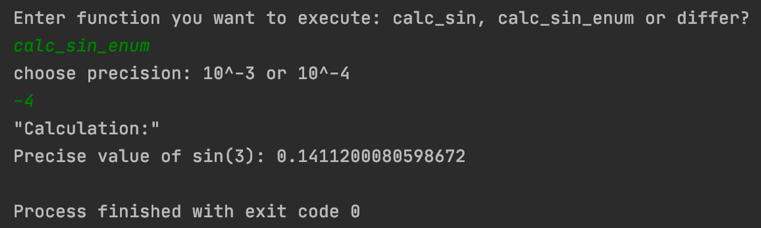 Enter function you want to execute: calc_sin, calc_sin_enum or differ?
calc_sin_enum
choose precision: 10^-3 or 10^-4
-4
"Calculation:"
Precise value of sin(3): 0.1411200080598672
Process finished with exit code 0